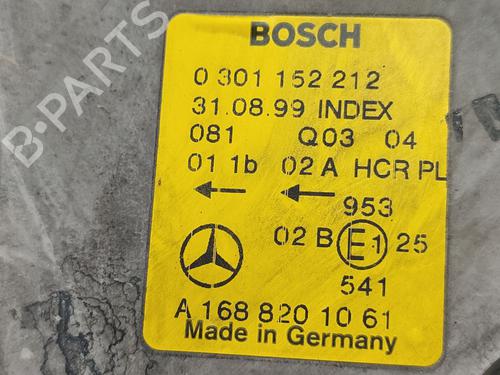 B-PARTS
BOSCH
0 301 152 212
31.08.99 INDEX
081 Q03 04
01 1b 02 A HCR PL
953
02 B E1 25
541
A 168 820 10 61
Made in Germany